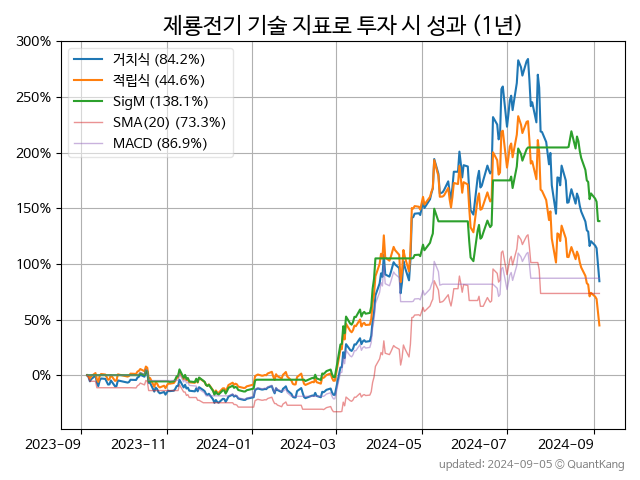 제룡전기 기술 지표로 투자 시 성과 (1년)
거치식 (84.2%)
적립식 (44.6%)
SigM (138.1%)
SMA(20) (73.3%)
MACD (86.9%)
300%
250%
200%
150%
100%
50%
0%
2023-09
2023-11
2024-01
2024-03
2024-05
2024-07
2024-09
updated: 2024-09-05 © QuantKang